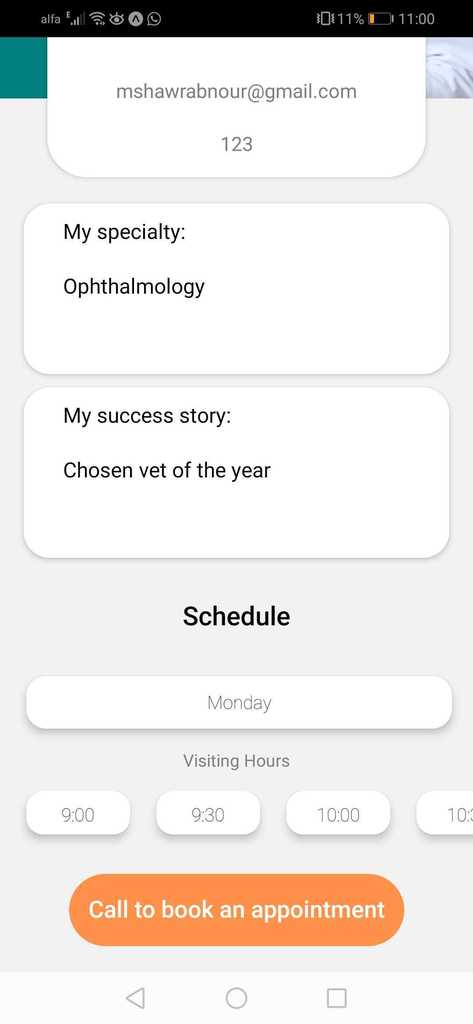 alfa E 11% 11:00
mshawrabnour@gmail.com
123
My specialty:
Ophthalmology
My success story:
Chosen vet of the year
Schedule
Monday
Visiting Hours
9:00 9:30 10:00 10:
Call to book an appointment